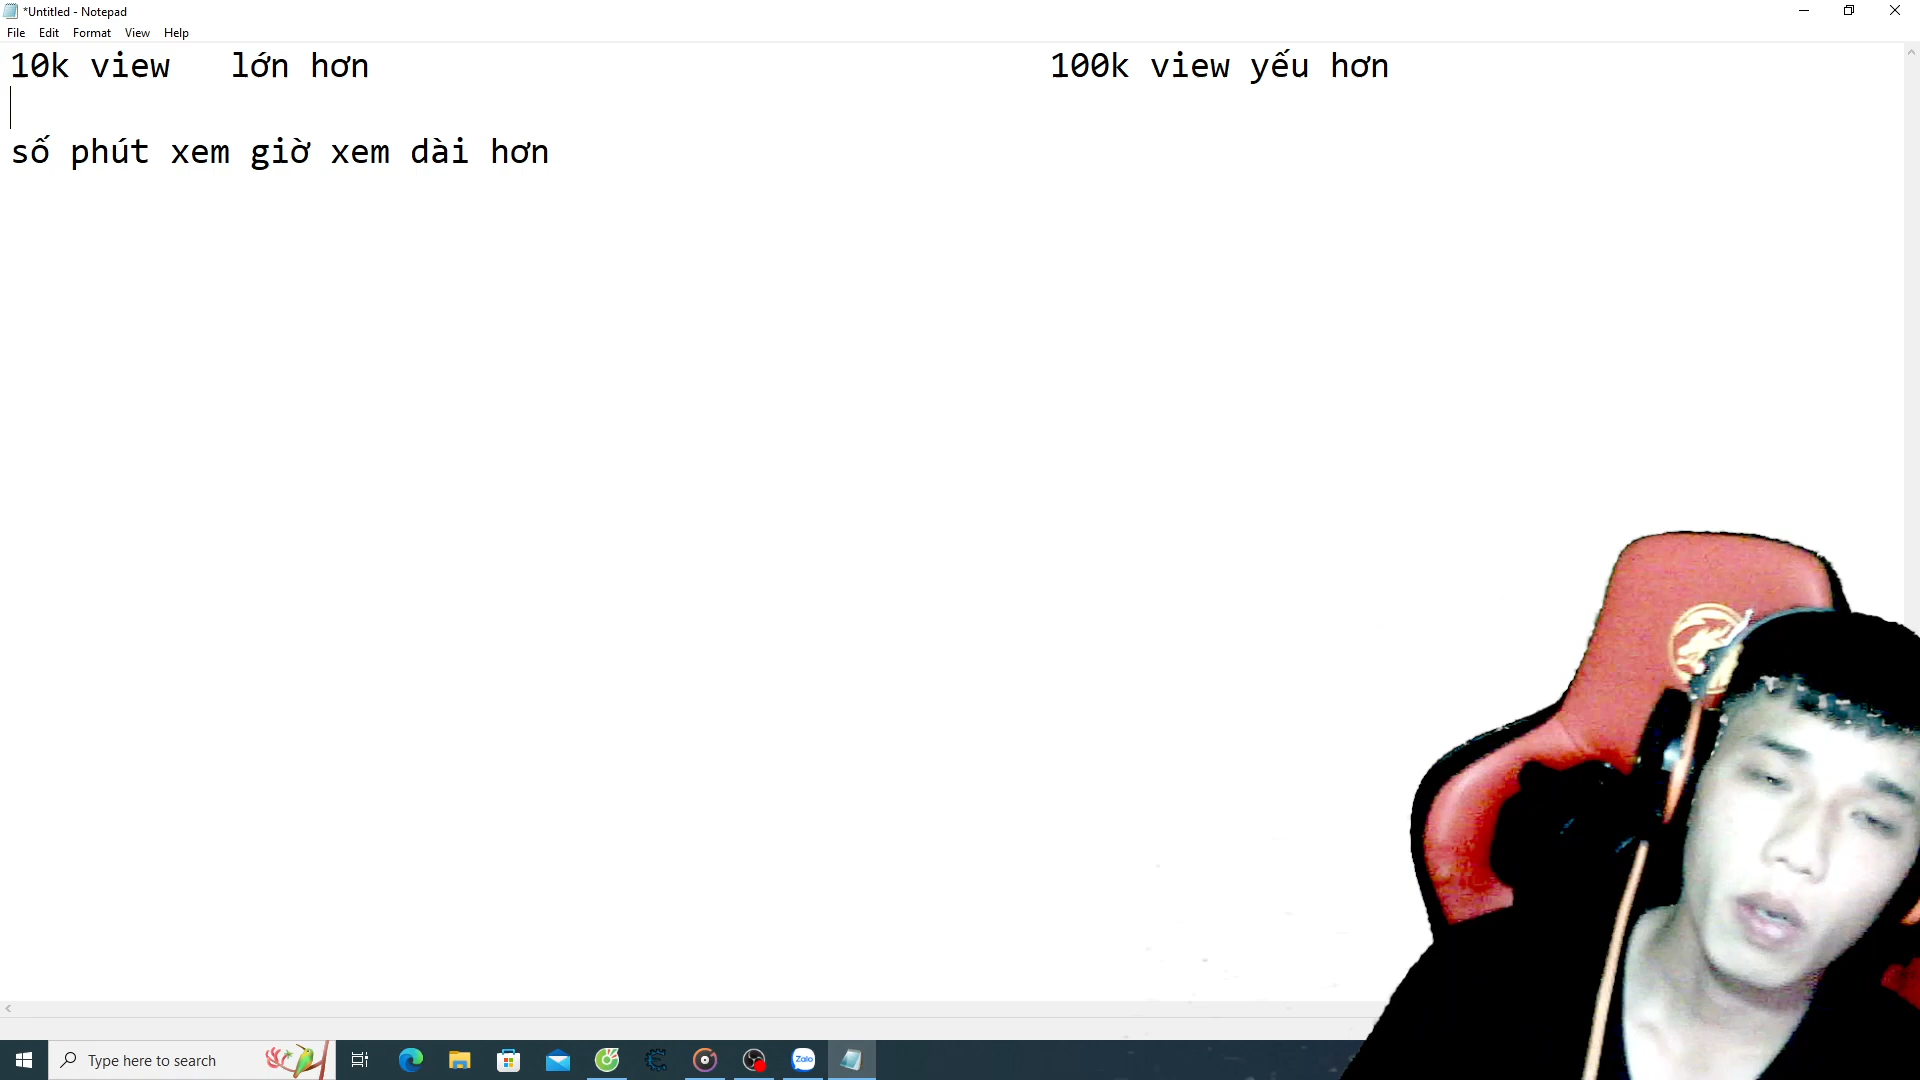 *Untitled - Notepad
File Edit Format View Help
10k view lớn hơn 100k view yếu hơn
số phút xem giờ xem dài hơn
Type here to search
Zalo